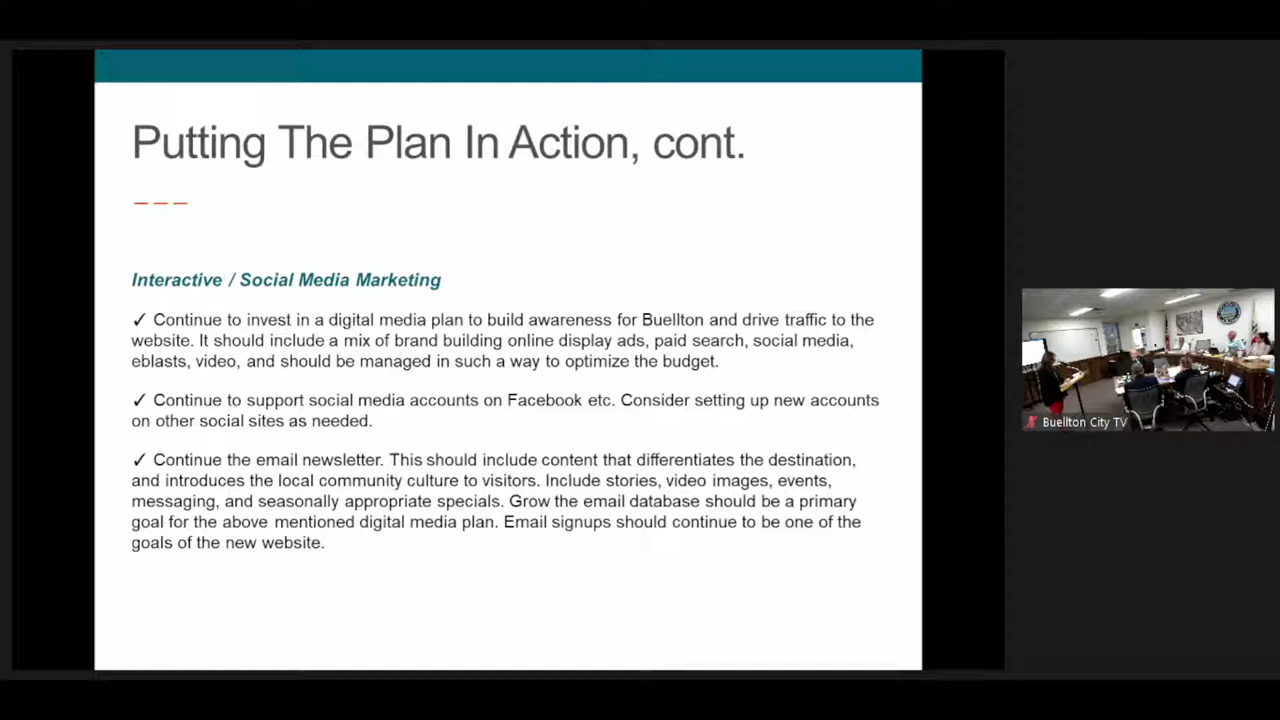 Putting The Plan In Action, cont.
Interactive / Social Media Marketing
✓ Continue to invest in a digital media plan to build awareness for Buellton and drive traffic to the
website. It should include a mix of brand building online display ads, paid search, social media,
eblasts, video, and should be managed in such a way to optimize the budget.
✓ Continue to support social media accounts on Facebook etc. Consider setting up new accounts
on other social sites as needed.
✓ Continue the email newsletter. This should include content that differentiates the destination,
and introduces the local community culture to visitors. Include stories, video images, events,
messaging, and seasonally appropriate specials. Grow the email database should be a primary
goal for the above mentioned digital media plan. Email signups should continue to be one of the
goals of the new website.
Buellton City TV